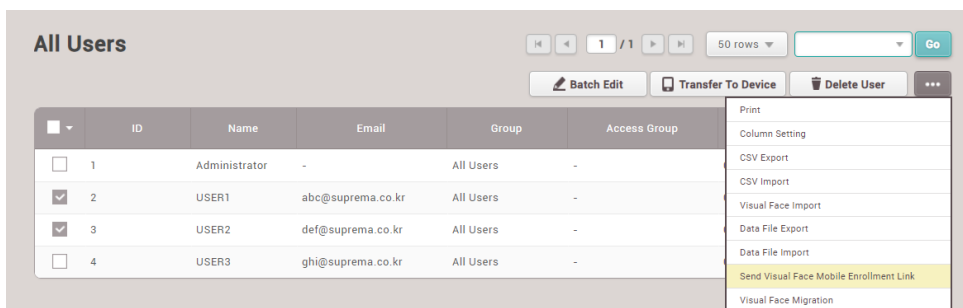 All Users
1 / 1
50 rows
Go
Batch Edit
Transfer To Device
Delete User
ID Name Email Group Access Group
1 Administrator - All Users -
2 USER1 abc@suprema.co.kr All Users -
3 USER2 def@suprema.co.kr All Users -
4 USER3 ghi@suprema.co.kr All Users -
Print
Column Setting
CSV Export
CSV Import
Visual Face Import
Data File Export
Data File Import
Send Visual Face Mobile Enrollment Link
Visual Face Migration